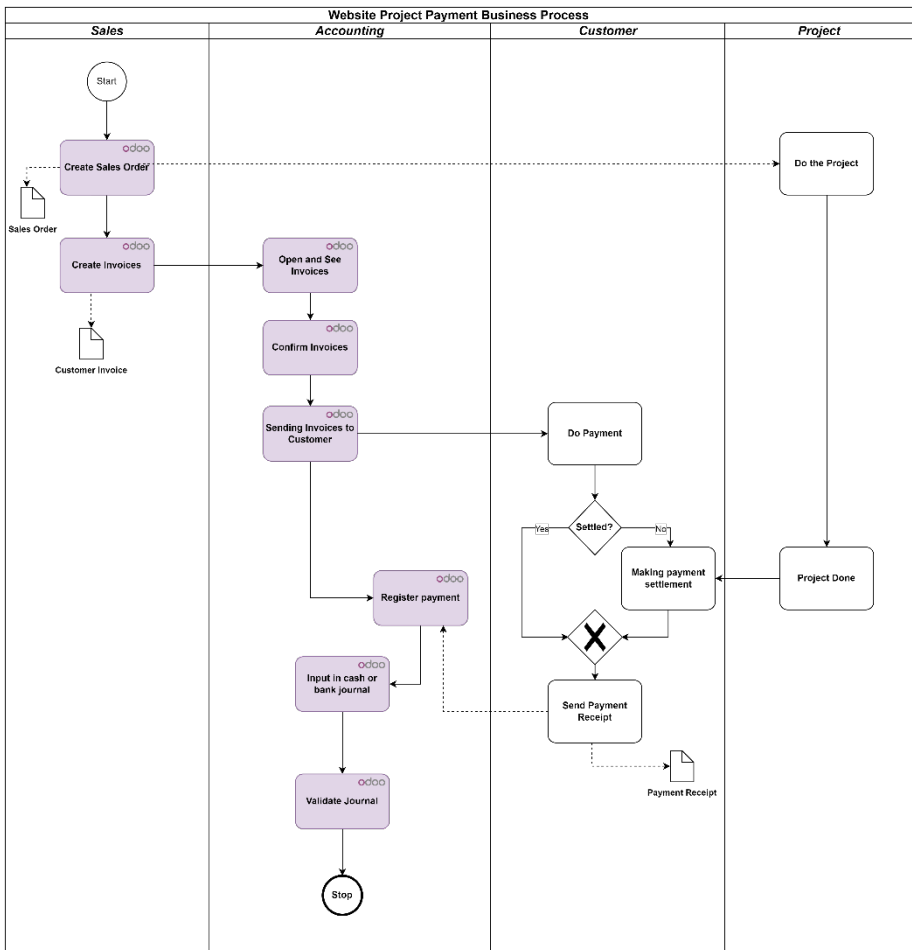 Website Project Payment Business Process
Sales
Accounting
Customer
Project
Start
odoo
Create Sales Order
Do the Project
Sales Order
odoo
Create Invoices
odoo
Open and See
Invoices
Customer Invoice
odoo
Confirm Invoices
odoo
Sending Invoices to
Customer
Do Payment
Settled?
Yes
No
Making payment
settlement
Project Done
odoo
Register payment
odoo
Input in cash or
bank journal
Send Payment
Receipt
Payment Receipt
odoo
Validate Journal
Stop